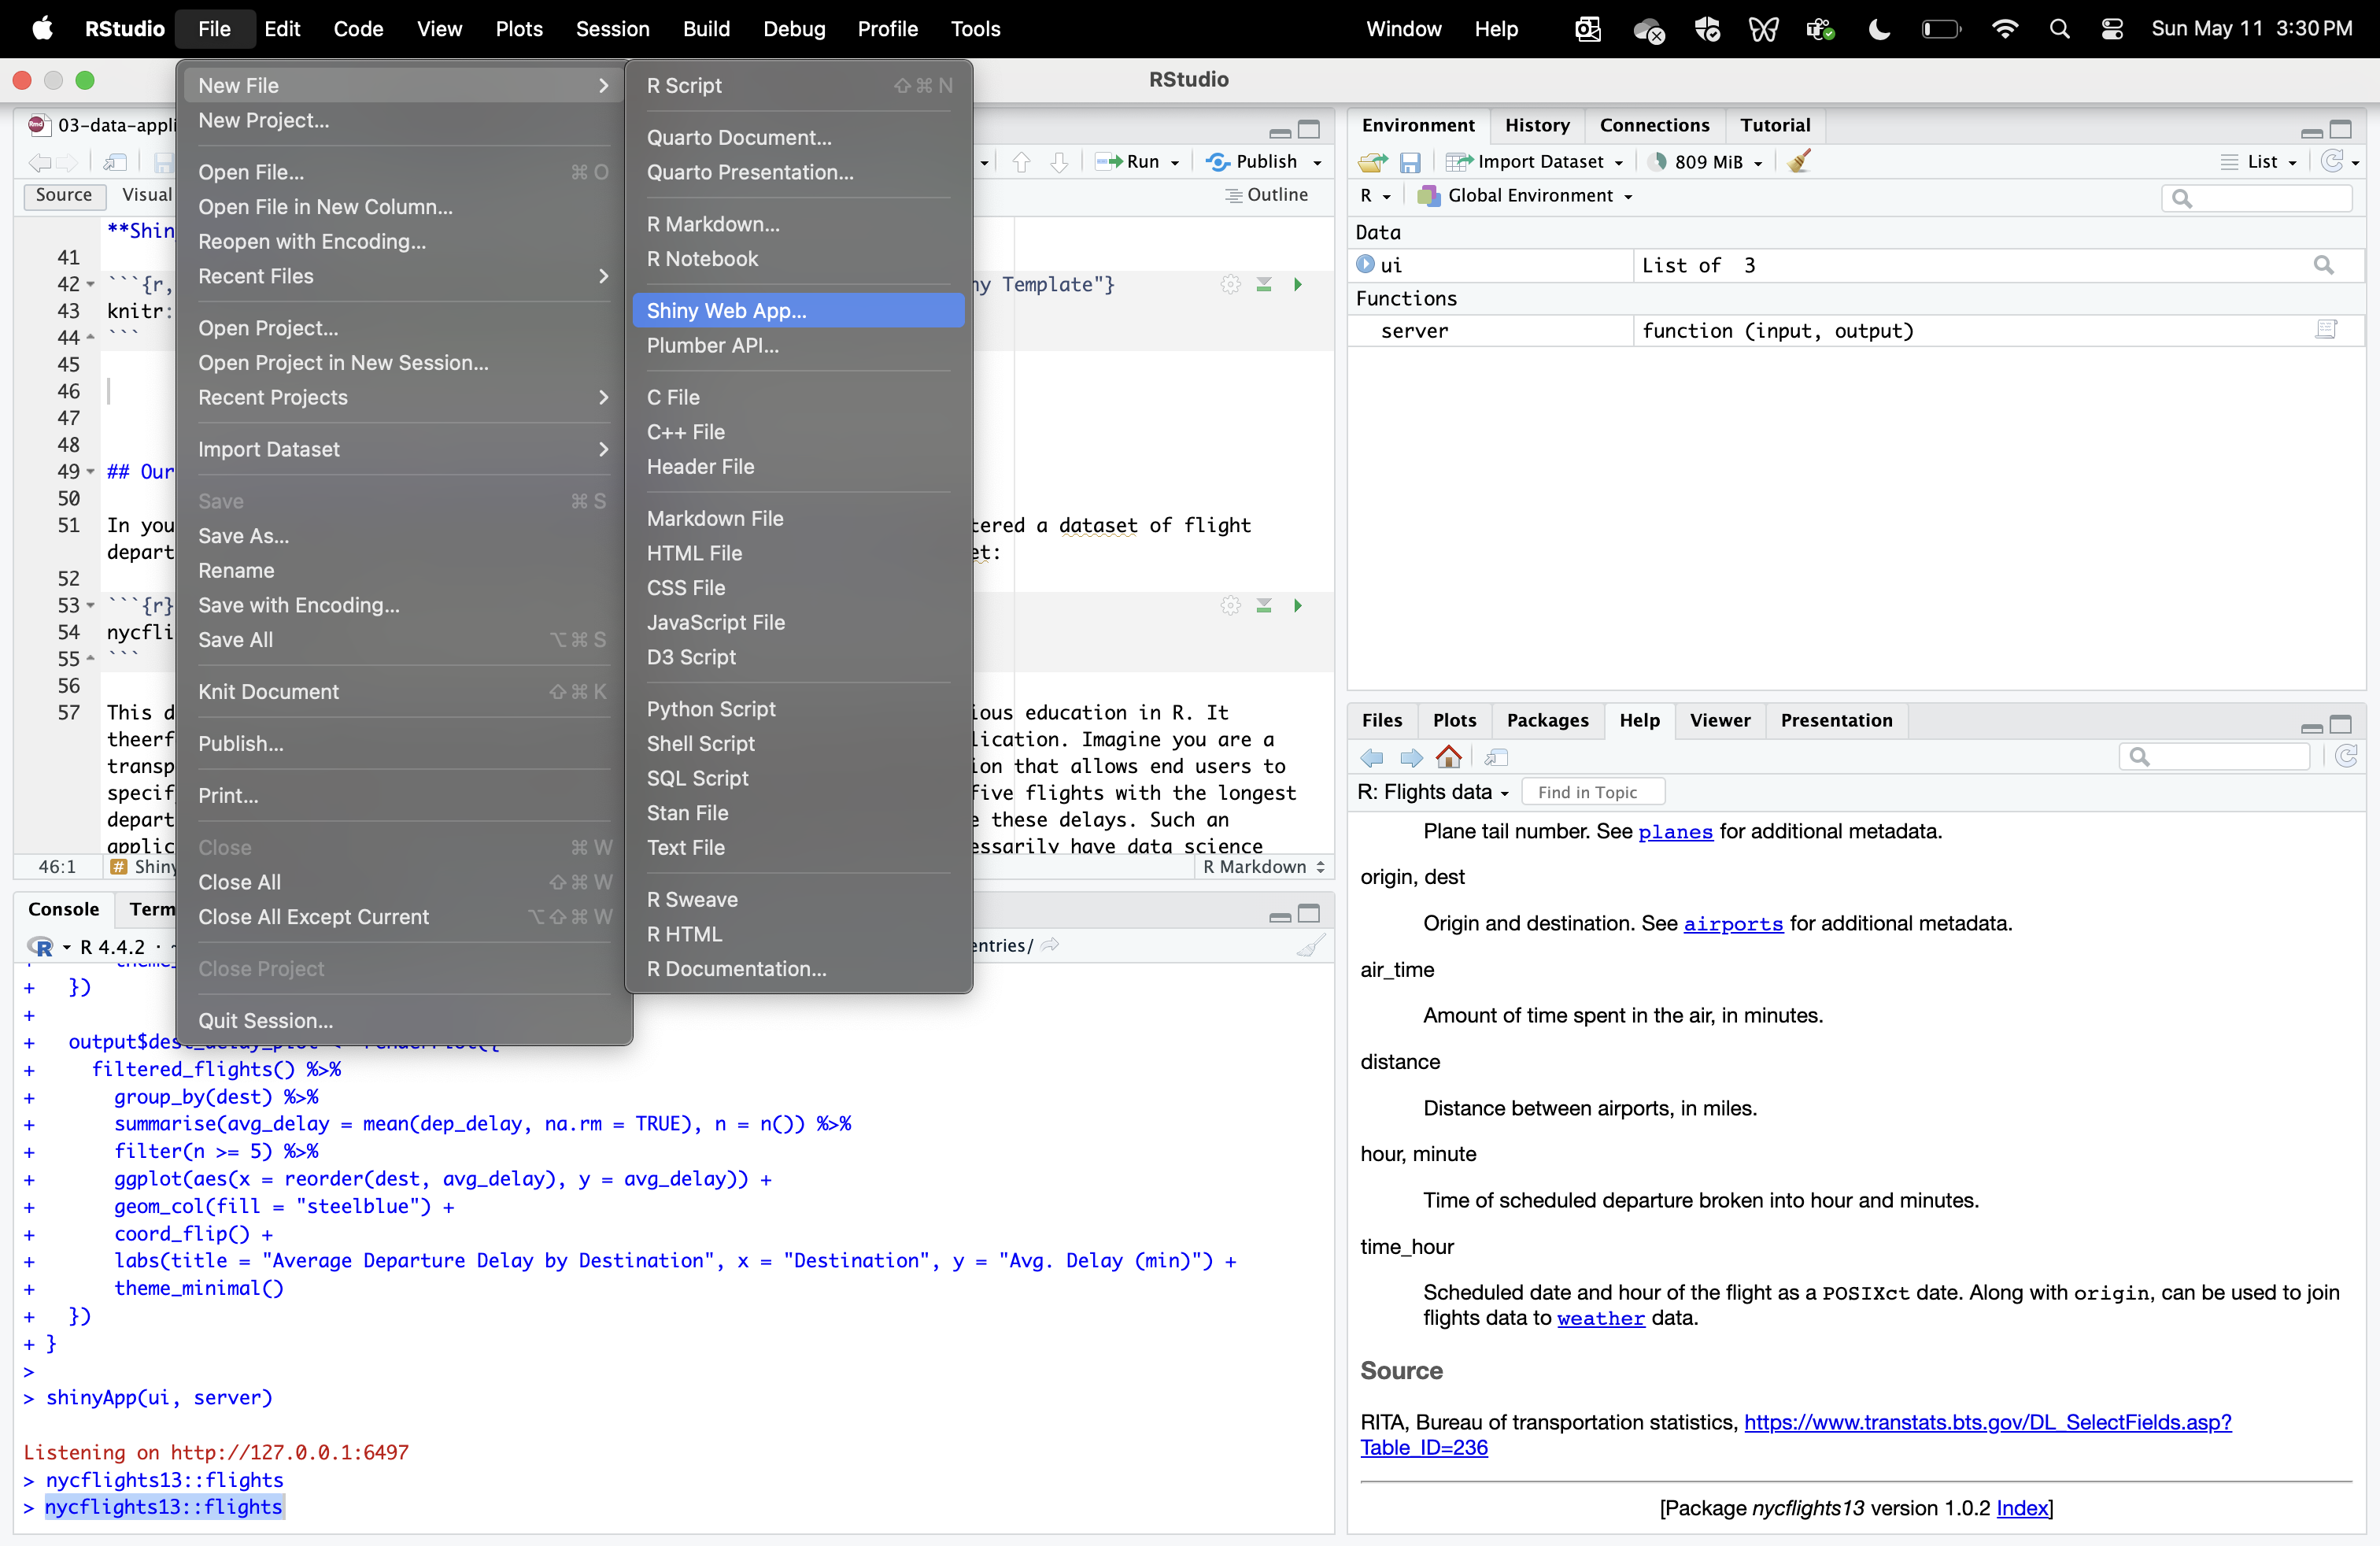 RStudio File Edit Code View Plots Session Build Debug Profile Tools Window Help Sun May 11 3:30 PM
RStudio
New File
New Project...
Open File... ⌘ O
Open File in New Column...
Reopen with Encoding...
Recent Files
Open Project...
Open Project in New Session...
Recent Projects
Import Dataset
Save ⌘ S
Save As...
Rename
Save with Encoding...
Save All ⌥⌘ S
Knit Document ⇧⌘ K
Publish...
Print...
Close ⌘ W
Close All ⇧⌘ W
Close All Except Current ⌥⇧⌘ W
Close Project
Quit Session...
R Script ⇧⌘ N
Quarto Document...
Quarto Presentation...
R Markdown...
R Notebook
Shiny Web App...
Plumber API...
C File
C++ File
Header File
Markdown File
HTML File
CSS File
JavaScript File
D3 Script
Python Script
Shell Script
SQL Script
Stan File
Text File
R Sweave
R HTML
R Documentation...
03-data-appli
Run Publish
Source Visual Outline
**Shin
41
42 ```{r, ny Template"}
43 knitr:
44 ```
45
46
47
48
49 ## Our
50
51 In you tered a dataset of flight
depart et:
52
53 ```{r}
54 nycfli
55 ```
56
57 This d ious education in R. It
theerf lication. Imagine you are a
transp ion that allows end users to
specif five flights with the longest
depart e these delays. Such an
applic essarily have data science
46:1 Shiny R Markdown
Console Term
R 4.4.2 · ~ entries/
+ })
+
+ output$dest_delay_plot <- renderPlot({
+ filtered_flights() %>%
+ group_by(dest) %>%
+ summarise(avg_delay = mean(dep_delay, na.rm = TRUE), n = n()) %>%
+ filter(n >= 5) %>%
+ ggplot(aes(x = reorder(dest, avg_delay), y = avg_delay)) +
+ geom_col(fill = "steelblue") +
+ coord_flip() +
+ labs(title = "Average Departure Delay by Destination", x = "Destination", y = "Avg. Delay (min)") +
+ theme_minimal()
+ })
+ }
>
> shinyApp(ui, server)
Listening on http://127.0.0.1:6497
> nycflights13::flights
> nycflights13::flights
Environment History Connections Tutorial
Import Dataset 809 MiB List
R Global Environment
Data
ui List of 3
Functions
server function (input, output)
Files Plots Packages Help Viewer Presentation
R: Flights data Find in Topic
Plane tail number. See planes for additional metadata.
origin, dest
Origin and destination. See airports for additional metadata.
air_time
Amount of time spent in the air, in minutes.
distance
Distance between airports, in miles.
hour, minute
Time of scheduled departure broken into hour and minutes.
time_hour
Scheduled date and hour of the flight as a POSIXct date. Along with origin, can be used to join
flights data to weather data.
Source
RITA, Bureau of transportation statistics, https://www.transtats.bts.gov/DL_SelectFields.asp?
Table_ID=236
[Package nycflights13 version 1.0.2 Index]